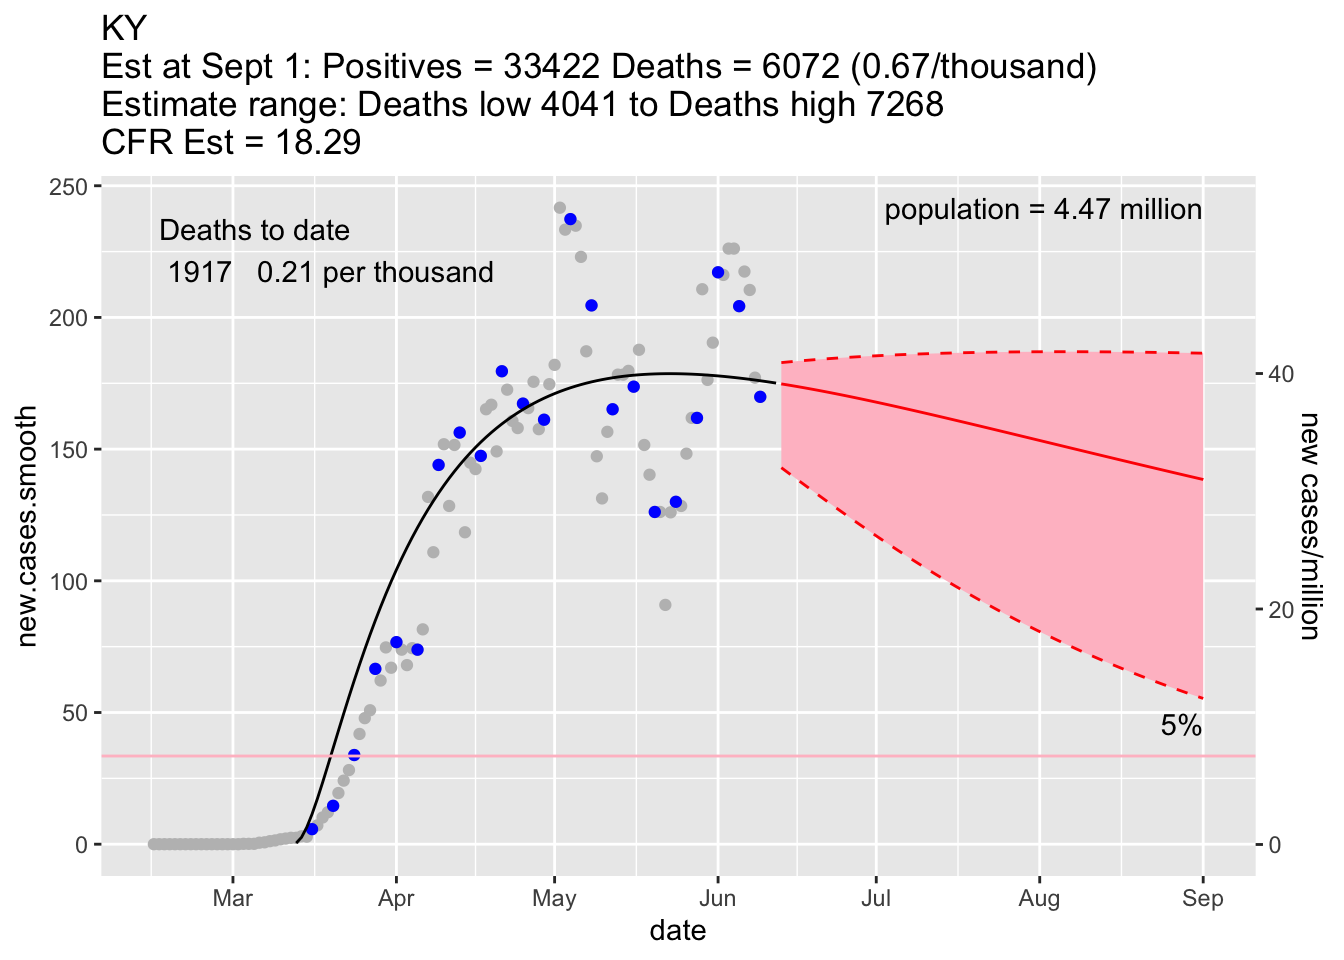 KY
Est at Sept 1: Positives = 33422 Deaths = 6072 (0.67/thousand)
Estimate range: Deaths low 4041 to Deaths high 7268
CFR Est = 18.29
Deaths to date
1917 0.21 per thousand
population = 4.47 million
250
200
150
100
50
0
new.cases.smooth
40
20
0
new cases/million
5%
Mar Apr May Jun Jul Aug Sep
date